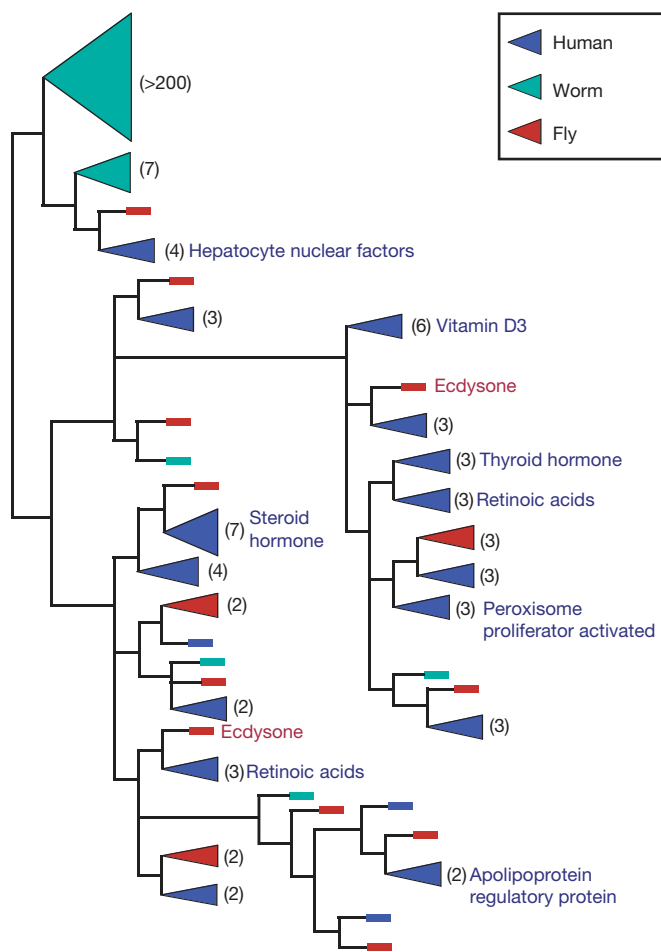 Human
Worm
Fly
(>200)
(7)
(4) Hepatocyte nuclear factors
(3)
(6) Vitamin D3
Ecdysone
(3)
(3) Thyroid hormone
(3) Retinoic acids
(3)
(3)
(3) Peroxisome
proliferator activated
(3)
(7) Steroid
hormone
(4)
(2)
(2)
Ecdysone
(3) Retinoic acids
(2)
(2)
(2) Apolipoprotein
regulatory protein